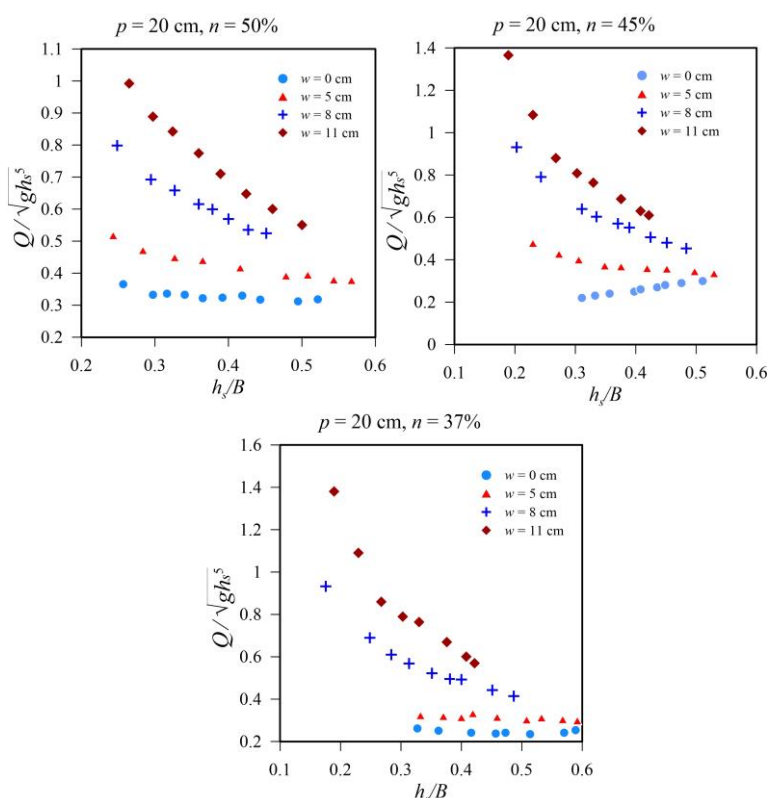 p = 20 cm, n = 50%
1.1
1
0.9
0.8
0.7
0.6
0.5
0.4
0.3
0.2
0.2
0.3
0.4
0.5
0.6
Q/√ghs⁵
hs/B
w = 0 cm
w = 5 cm
w = 8 cm
w = 11 cm
p = 20 cm, n = 45%
1.4
1.2
1
0.8
0.6
0.4
0.2
0
0.1
0.2
0.3
0.4
0.5
0.6
Q/√ghs⁵
hs/B
w = 0 cm
w = 5 cm
w = 8 cm
w = 11 cm
p = 20 cm, n = 37%
1.6
1.4
1.2
1
0.8
0.6
0.4
0.2
0.1
0.2
0.3
0.4
0.5
0.6
Q/√ghs⁵
hs/B
w = 0 cm
w = 5 cm
w = 8 cm
w = 11 cm